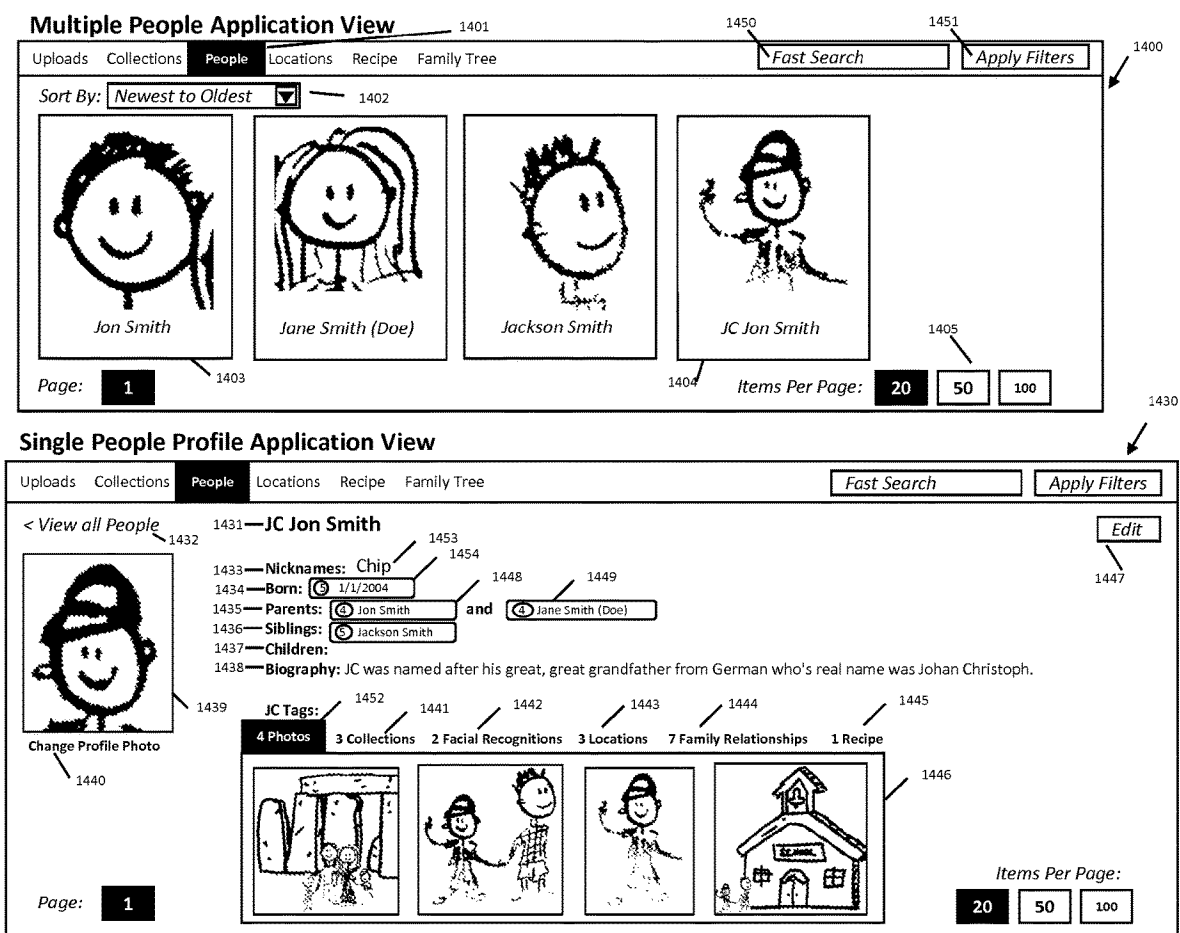 Multiple People Application View
1401
1450
1451
1400
Uploads Collections People Locations Recipe Family Tree Fast Search Apply Filters
Sort By: Newest to Oldest 1402
Jon Smith Jane Smith (Doe) Jackson Smith JC Jon Smith
1403 1404 1405
Page: 1 Items Per Page: 20 50 100
1430
Single People Profile Application View
Uploads Collections People Locations Recipe Family Tree Fast Search Apply Filters
< View all People 1432
1431 JC Jon Smith
Edit
1447
1453
1454
1433 Nicknames: Chip
1434 Born: 5 1/1/2004
1448 1449
1435 Parents: 4 Jon Smith and 4 Jane Smith (Doe)
1436 Siblings: 5 Jackson Smith
1437 Children:
1438 Biography: JC was named after his great, great grandfather from German who's real name was Johan Christoph.
1439
Change Profile Photo
1440
JC Tags:
1452 1441 1442 1443 1444 1445
4 Photos 3 Collections 2 Facial Recognitions 3 Locations 7 Family Relationships 1 Recipe
1446
SCHOOL
Items Per Page:
Page: 1 20 50 100